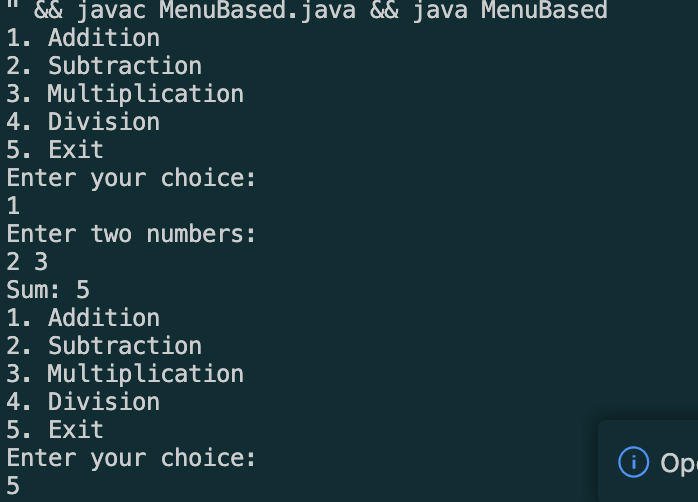 " && javac MenuBased.java && java MenuBased
1. Addition
2. Subtraction
3. Multiplication
4. Division
5. Exit
Enter your choice:
1
Enter two numbers:
2 3
Sum: 5
1. Addition
2. Subtraction
3. Multiplication
4. Division
5. Exit
Enter your choice:
5